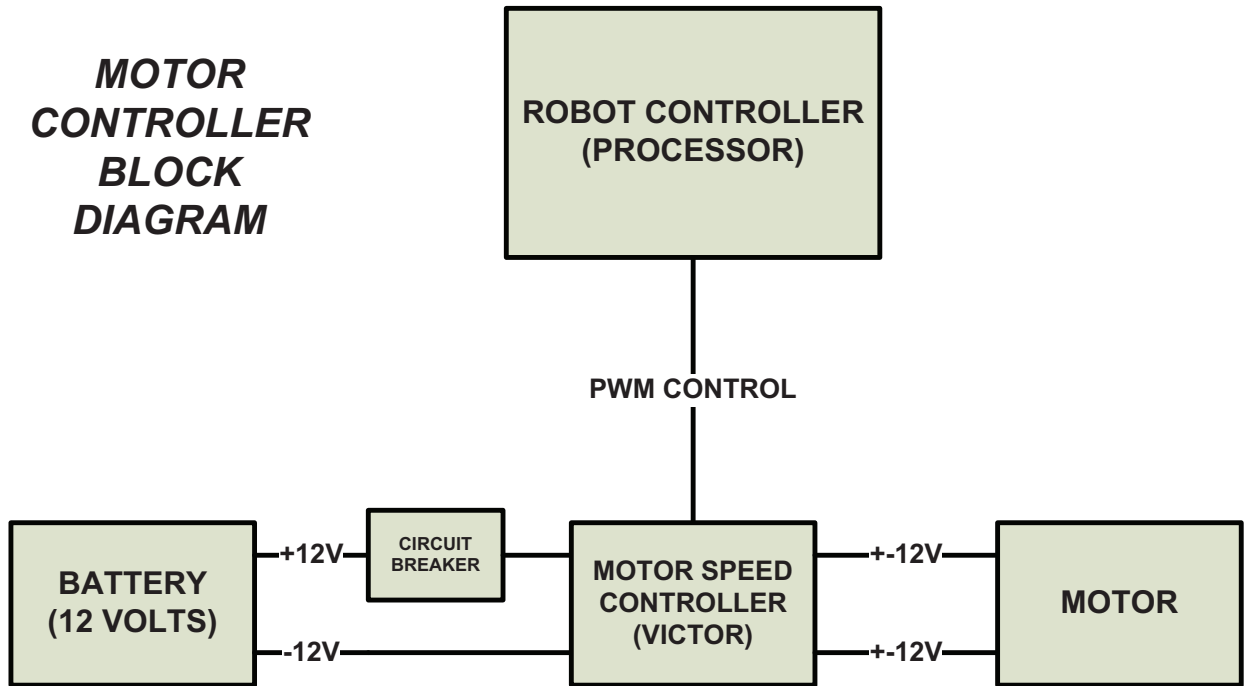 MOTOR
CONTROLLER
BLOCK
DIAGRAM
ROBOT CONTROLLER
(PROCESSOR)
PWM CONTROL
BATTERY
(12 VOLTS)
+12V
-12V
CIRCUIT
BREAKER
MOTOR SPEED
CONTROLLER
(VICTOR)
+-12V
+-12V
MOTOR